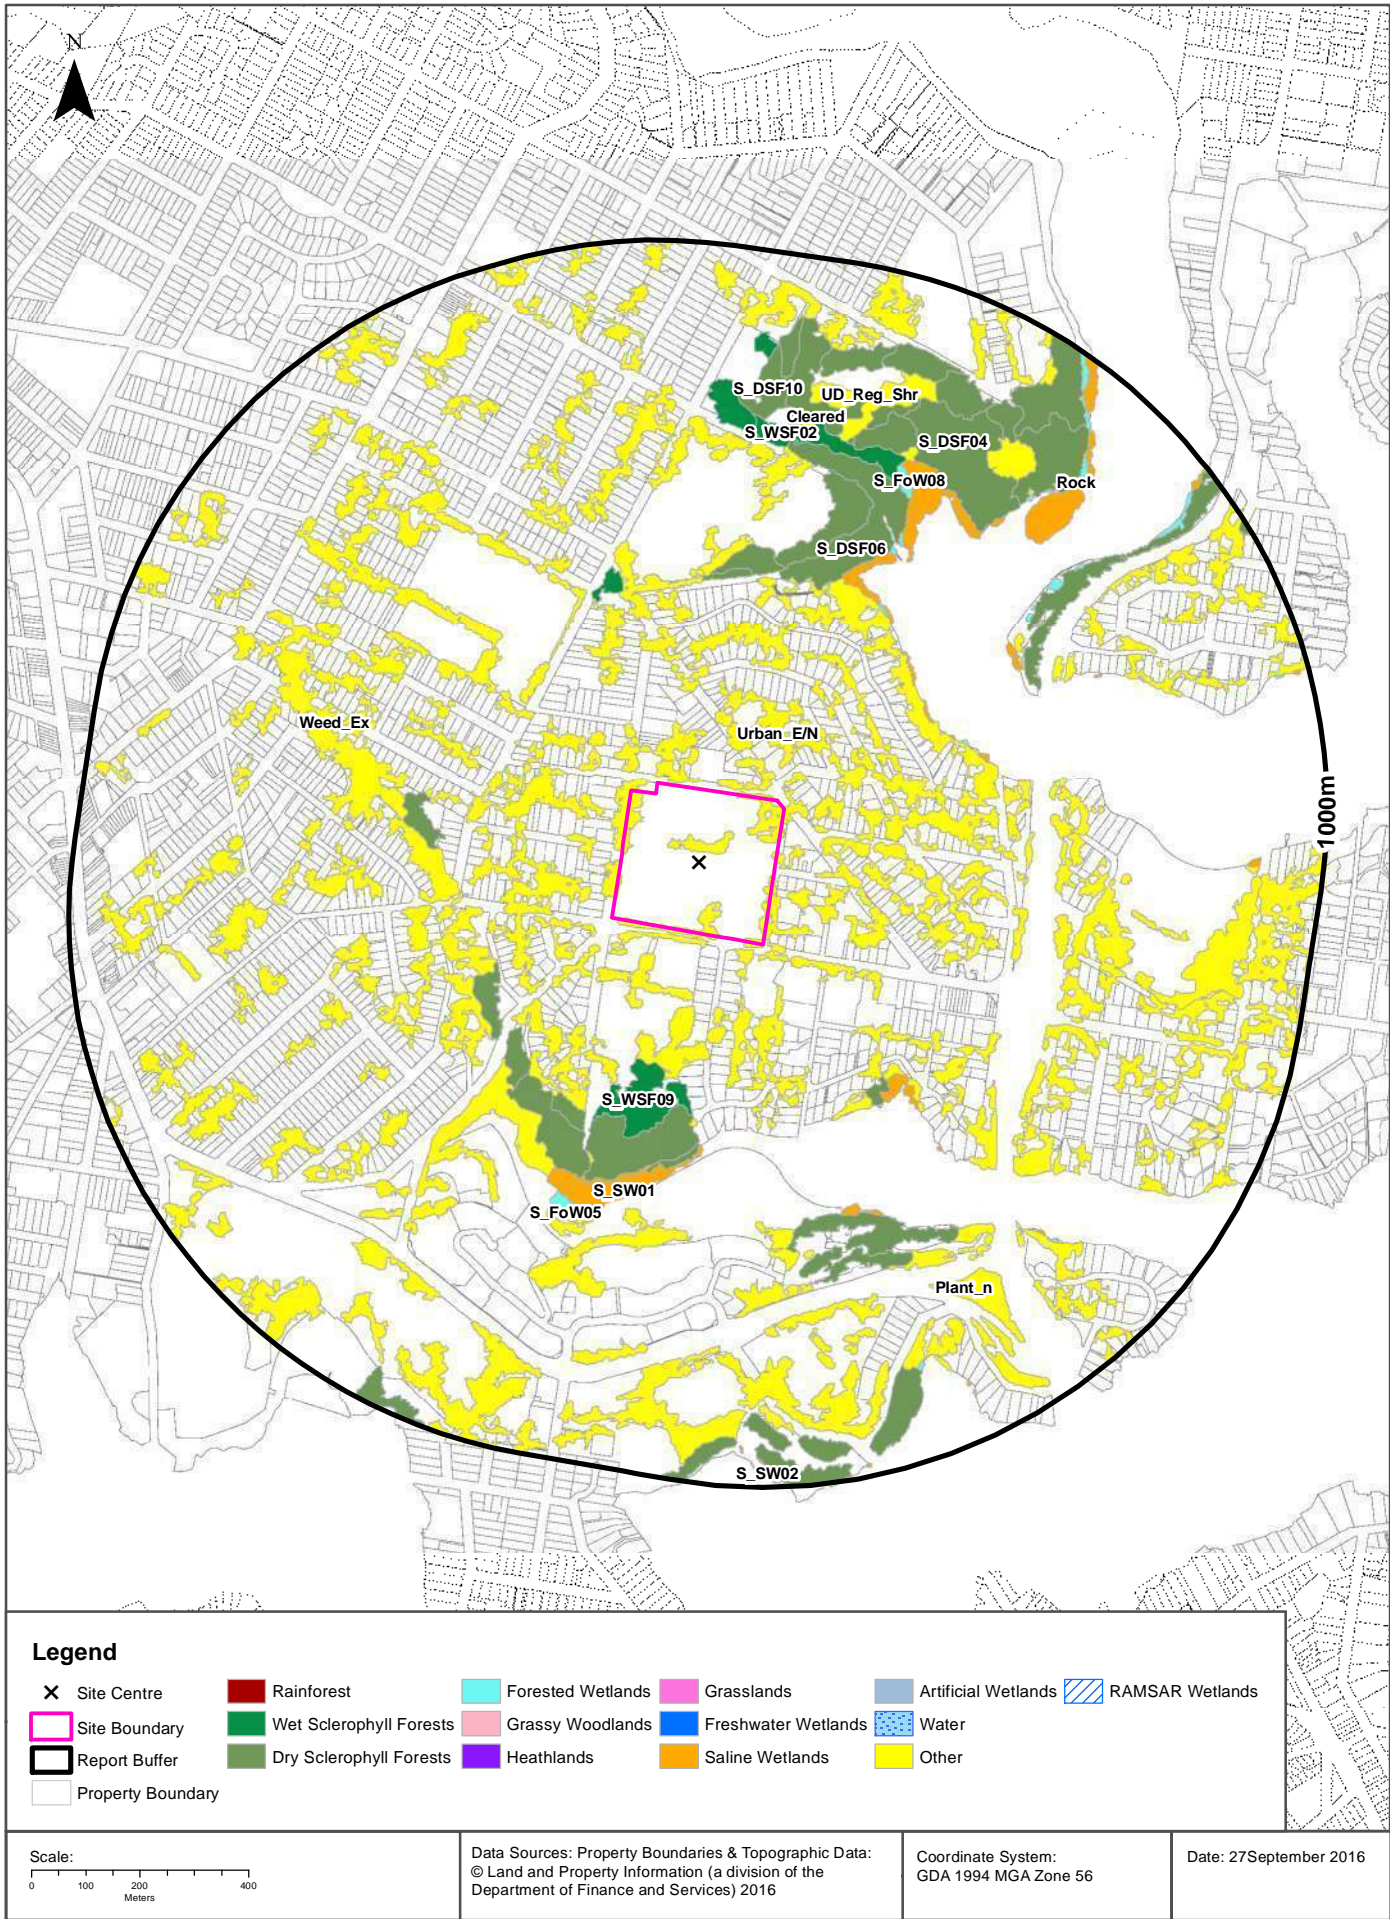 N
S_DSF10
UD_Reg_Shr
Cleared
S_WSF02
S_DSF04
S_FoW08
Rock
S_DSF06
Weed_Ex
Urban_E/N
1000m
S_WSF09
S_SW01
S_FoW05
Plant_n
S_SW02
Legend
Site Centre
Site Boundary
Report Buffer
Property Boundary
Rainforest
Wet Sclerophyll Forests
Dry Sclerophyll Forests
Forested Wetlands
Grassy Woodlands
Heathlands
Grasslands
Freshwater Wetlands
Saline Wetlands
Artificial Wetlands
Water
Other
RAMSAR Wetlands
Scale:
0 100 200 400
Meters
Data Sources: Property Boundaries & Topographic Data:
© Land and Property Information (a division of the
Department of Finance and Services) 2016
Coordinate System:
GDA 1994 MGA Zone 56
Date: 27September 2016